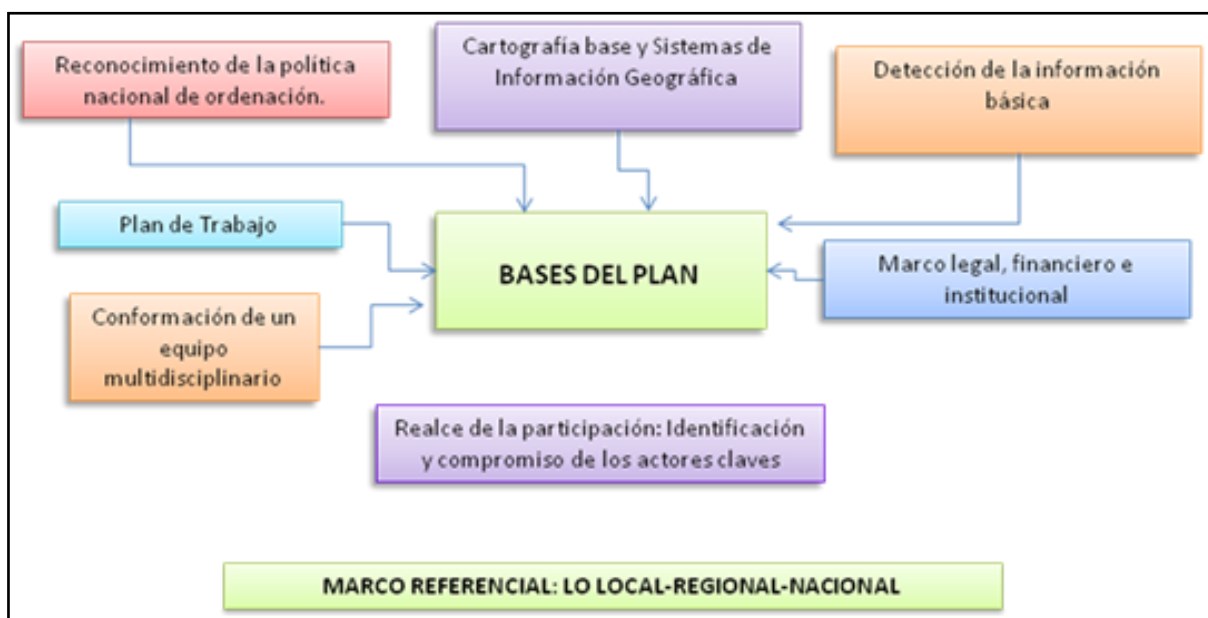 Reconocimiento de la política
nacional de ordenación.
Cartografía base y Sistemas de
Información Geográfica
Detección de la información
básica
Plan de Trabajo
BASES DEL PLAN
Marco legal, financiero e
institucional
Conformación de un
equipo
multidisciplinario
Realce de la participación: Identificación
y compromiso de los actores claves
MARCO REFERENCIAL: LO LOCAL-REGIONAL-NACIONAL